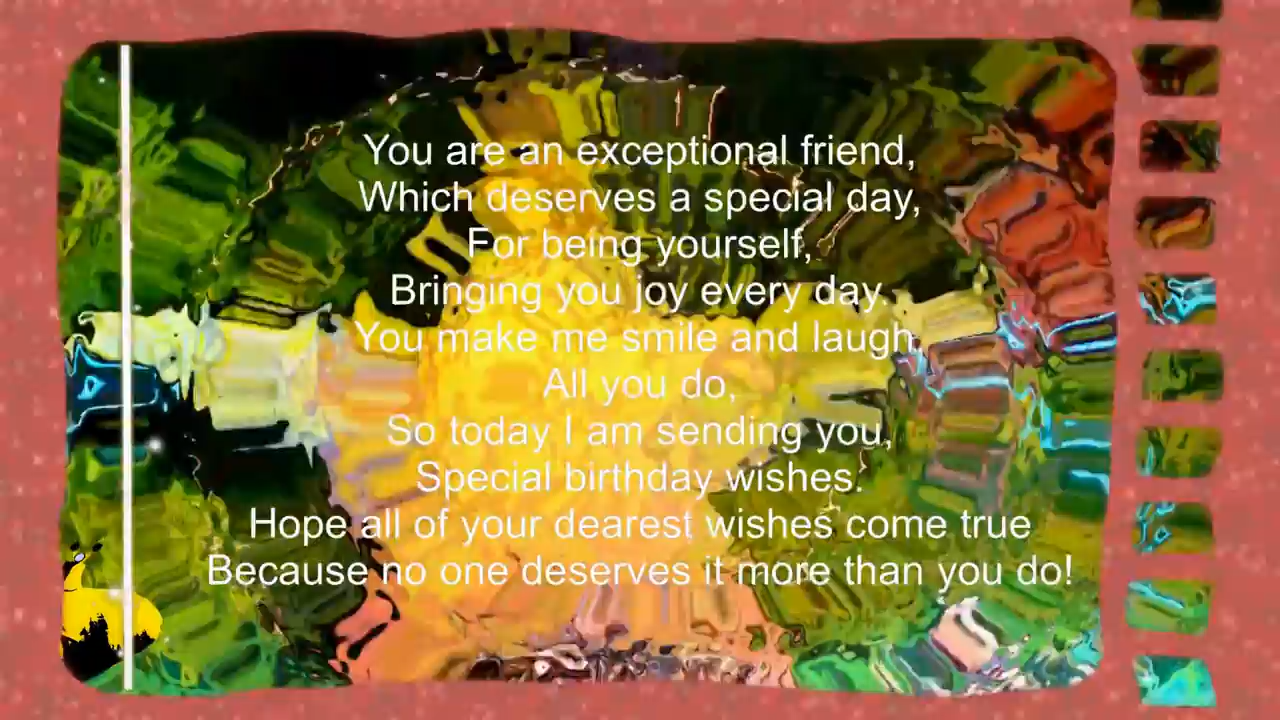 You are an exceptional friend,
Which deserves a special day,
For being yourself,
Bringing you joy every day.
You make me smile and laugh,
All you do,
So today I am sending you,
Special birthday wishes.
Hope all of your dearest wishes come true
Because no one deserves it more than you do!